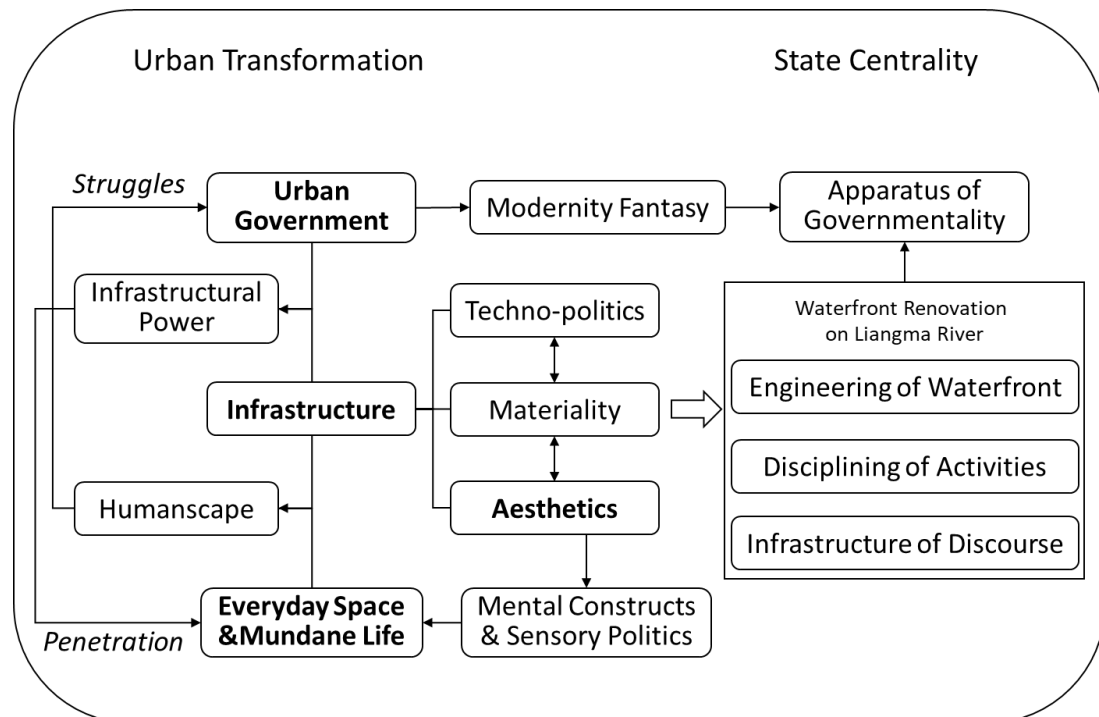 Urban Transformation
State Centrality
Struggles
Urban
Government
Modernity Fantasy
Apparatus of
Governmentality
Infrastructural
Power
Techno-politics
Waterfront Renovation
on Liangma River
Engineering of Waterfront
Infrastructure
Materiality
Disciplining of Activities
Humanscape
Aesthetics
Infrastructure of Discourse
Everyday Space
&Mundane Life
Mental Constructs
& Sensory Politics
Penetration